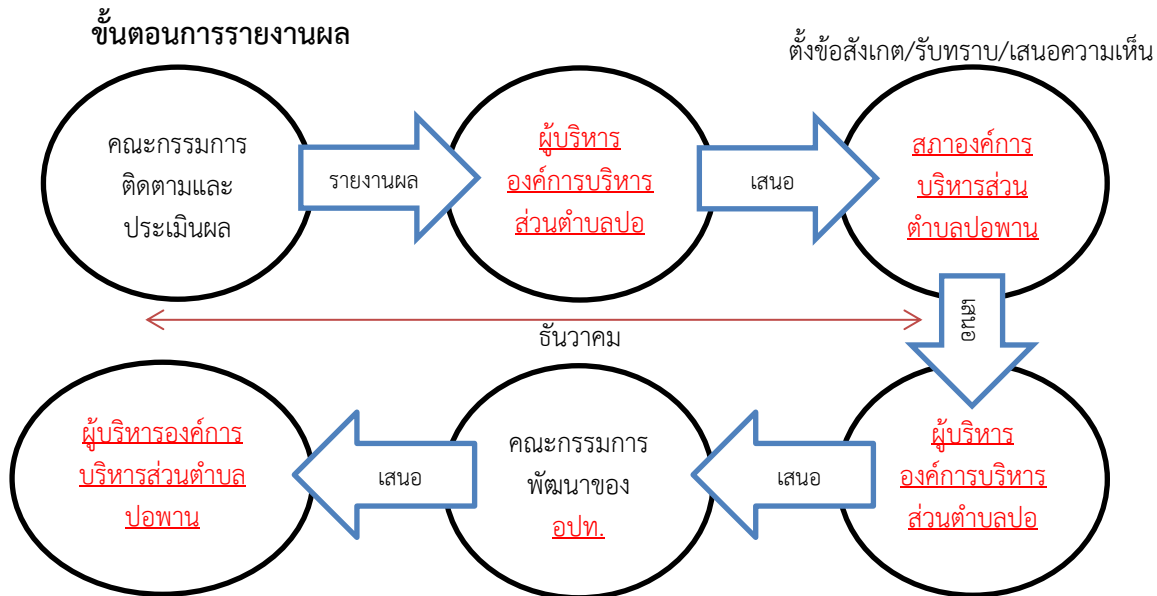 ขั้นตอนการรายงานผล
ตั้งข้อสังเกต/รับทราบ/เสนอความเห็น
คณะกรรมการ
ติดตามและ
ประเมินผล
รายงานผล
ผู้บริหาร
องค์การบริหาร
ส่วนตำบลปอ
เสนอ
สภาองค์การ
บริหารส่วน
ตำบลปอพาน
เสนอ
ธันวาคม
ผู้บริหาร
องค์การบริหาร
ส่วนตำบลปอ
เสนอ
คณะกรรมการ
พัฒนาของ
อปท.
เสนอ
ผู้บริหารองค์การ
บริหารส่วนตำบล
ปอพาน